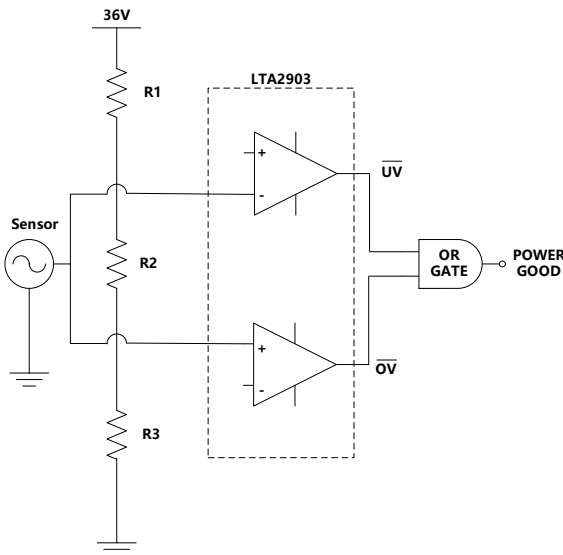 36V
R1
LTA2903
+
-
UV
Sensor
R2
OR
GATE
POWER
GOOD
+
-
OV
R3